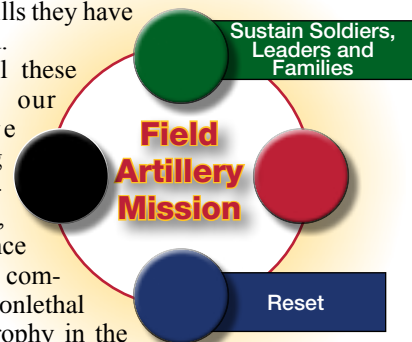 lls they have
l these
our
e
Sustain Soldiers,
Leaders and
Families
Field
Artillery
Mission
nce
com-
onlethal
rophy in the
Reset